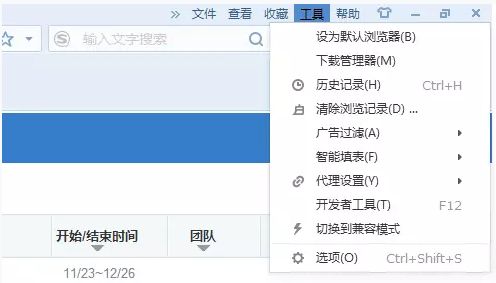 » 文件 查看 收藏 工具 帮助
输入文字搜索
设为默认浏览器(B)
下载管理器(M)
历史记录(H) Ctrl+H
清除浏览记录(D) ...
广告过滤(A)
智能填表(F)
代理设置(Y)
开发者工具(T) F12
切换到兼容模式
选项(O) Ctrl+Shift+S
开始/结束时间 团队
11/23~12/26